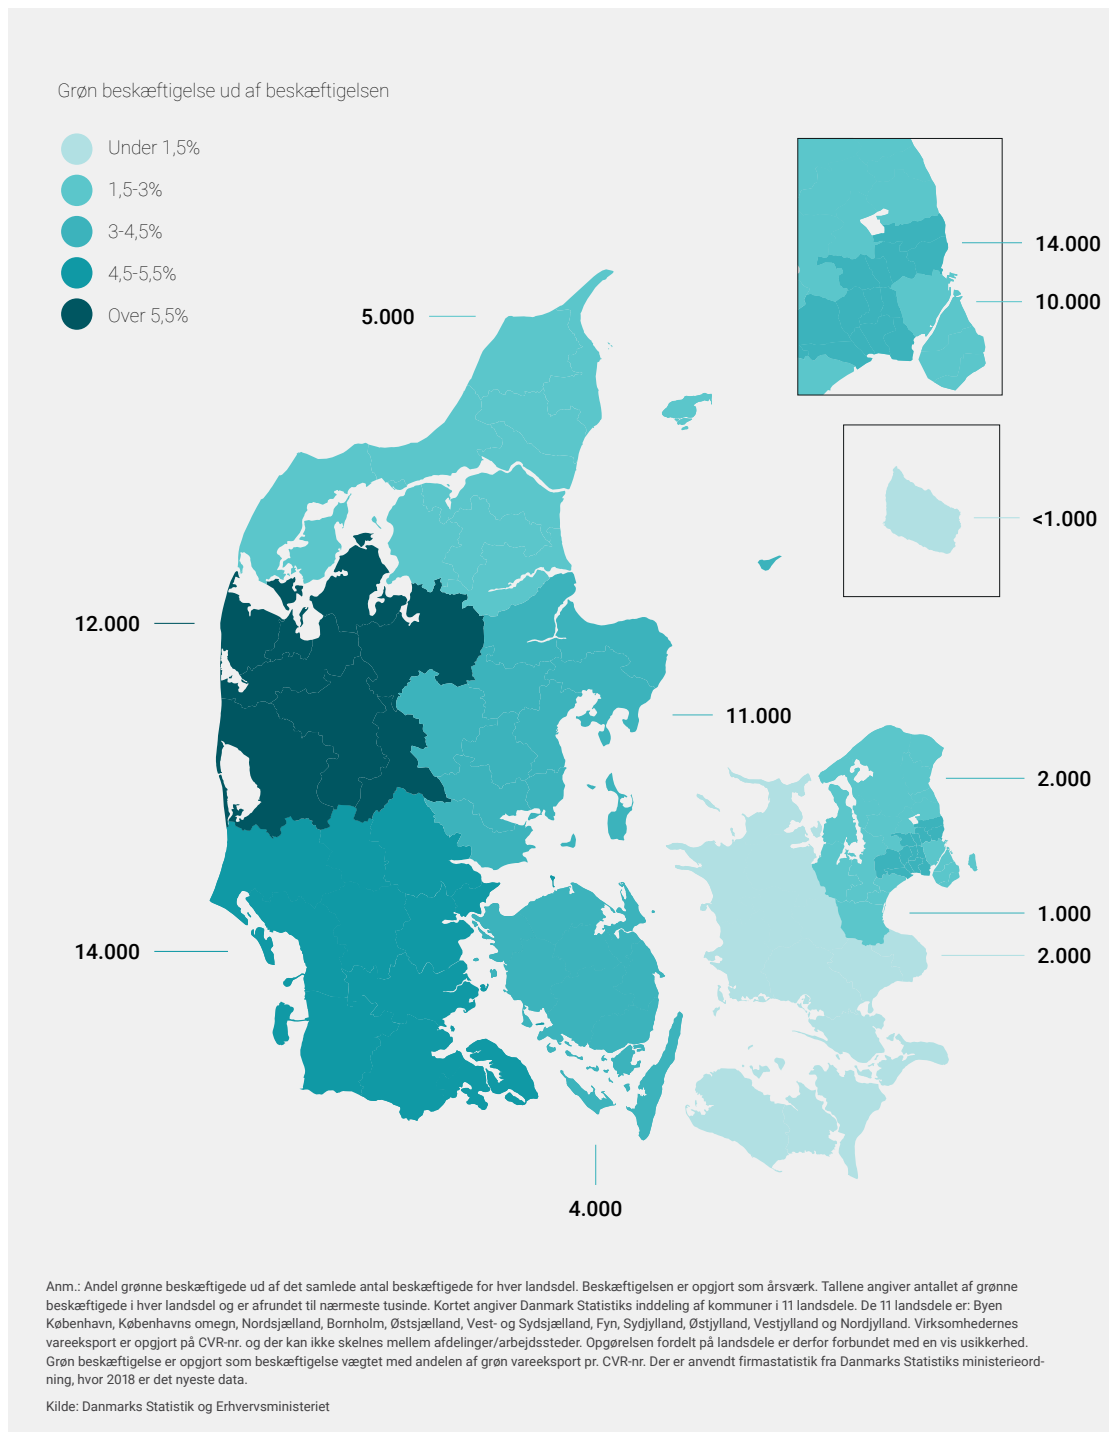 Grøn beskæftigelse ud af beskæftigelsen
Under 1,5%
1,5-3%
3-4,5%
4,5-5,5%
Over 5,5%
14.000
10.000
5.000
<1.000
12.000
11.000
2.000
1.000
14.000
2.000
4.000
Anm.: Andel grønne beskæftigede ud af det samlede antal beskæftigede for hver landsdel. Beskæftigelsen er opgjort som årsværk. Tallene angiver antallet af grønne
beskæftigede i hver landsdel og er afrundet til nærmeste tusinde. Kortet angiver Danmark Statistiks inddeling af kommuner i 11 landsdele. De 11 landsdele er: Byen
København, Københavns omegn, Nordsjælland, Bornholm, Østsjælland, Vest- og Sydsjælland, Fyn, Sydjylland, Østjylland, Vestjylland og Nordjylland. Virksomhedernes
vareeksport er opgjort på CVR-nr. og der kan ikke skelnes mellem afdelinger/arbejdssteder. Opgørelsen fordelt på landsdele er derfor forbundet med en vis usikkerhed.
Grøn beskæftigelse er opgjort som beskæftigelse vægtet med andelen af grøn vareeksport pr. CVR-nr. Der er anvendt firmastatistik fra Danmarks Statistiks ministerieord-
ning, hvor 2018 er det nyeste data.
Kilde: Danmarks Statistik og Erhvervsministeriet